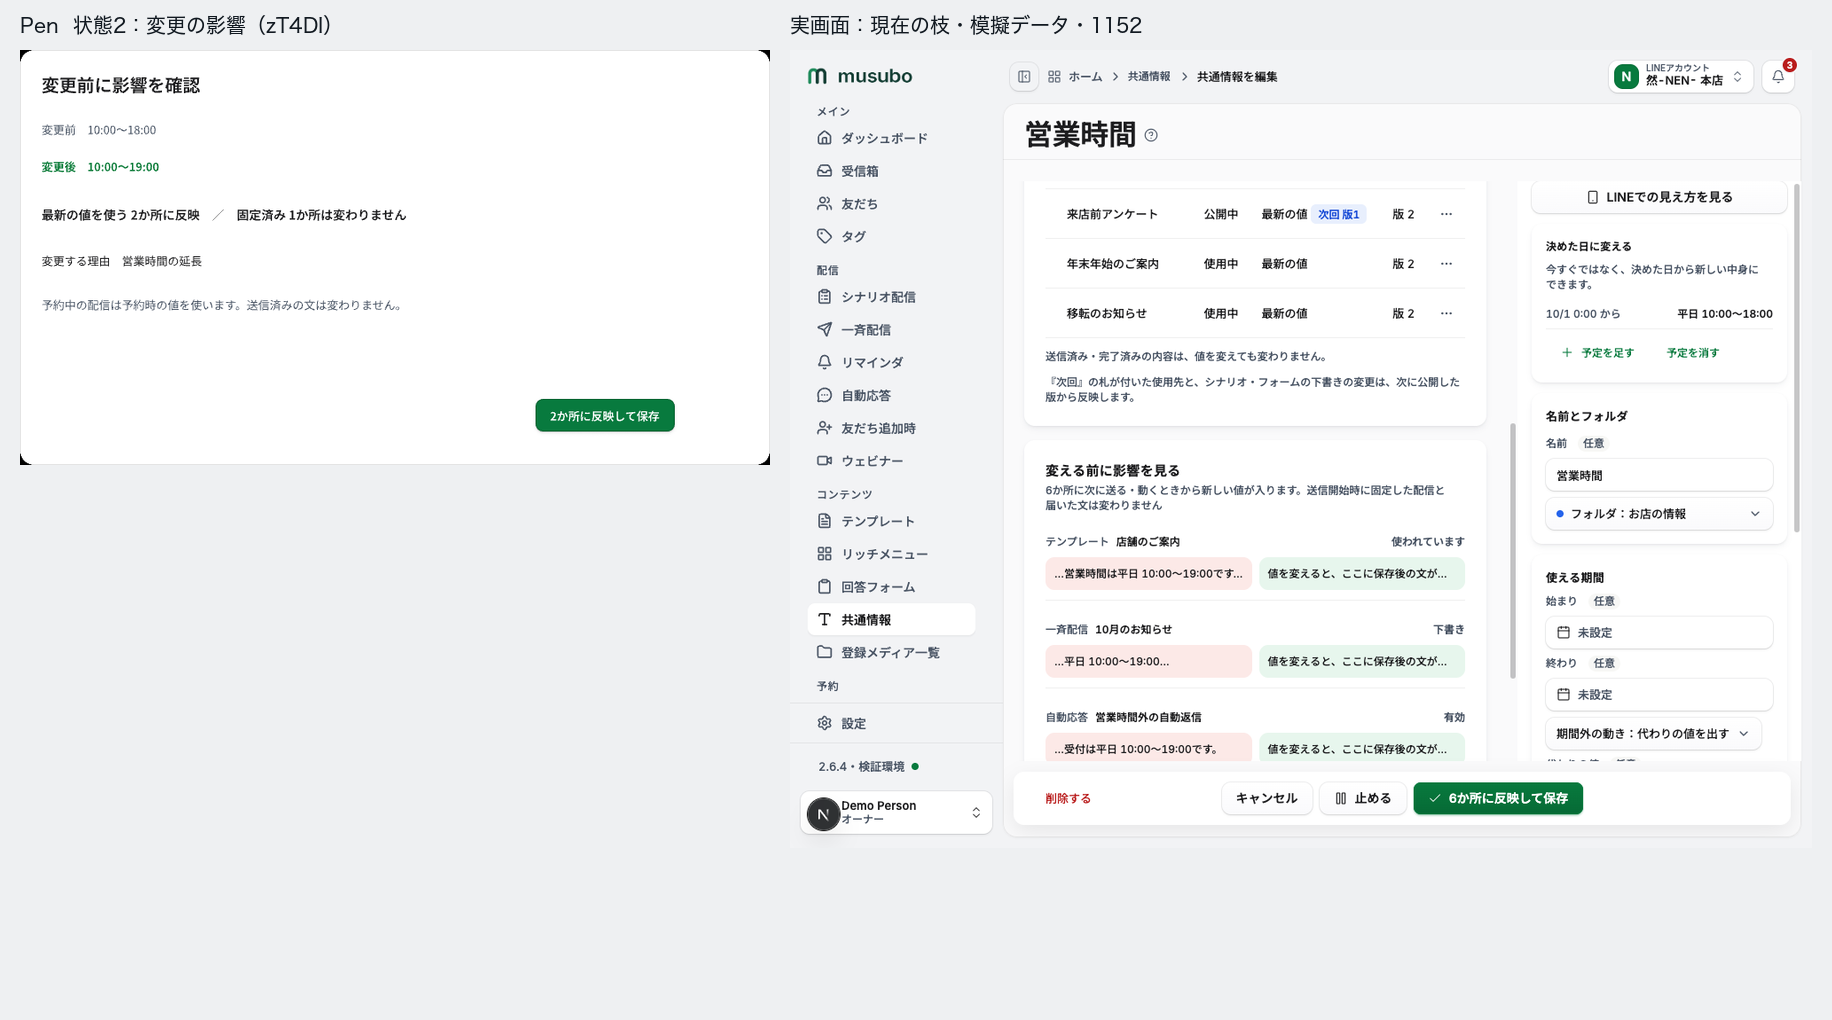 Pen 状態2：変更の影響（zT4DI）
変更前に影響を確認
変更前 10:00〜18:00
変更後 10:00〜19:00
最新の値を使う 2か所に反映 ／ 固定済み 1か所は変わりません
変更する理由 営業時間の延長
予約中の配信は予約時の値を使います。送信済みの文は変わりません。
2か所に反映して保存
実画面：現在の枝・模擬データ・1152
musubo
メイン
ダッシュボード
受信箱
友だち
タグ
配信
シナリオ配信
一斉配信
リマインダ
自動応答
友だち追加時
ウェビナー
コンテンツ
テンプレート
リッチメニュー
回答フォーム
共通情報
登録メディア一覧
予約
設定
2.6.4・検証環境
N
Demo Person
オーナー
ホーム
共通情報
共通情報を編集
N
LINEアカウント
然-NEN- 本店
3
営業時間
来店前アンケート 公開中 最新の値 次回 版1 版 2
年末年始のご案内 使用中 最新の値 版 2
移転のお知らせ 使用中 最新の値 版 2
送信済み・完了済みの内容は、値を変えても変わりません。
『次回』の札が付いた使用先と、シナリオ・フォームの下書きの変更は、次に公開した
版から反映します。
変える前に影響を見る
6か所に次に送る・動くときから新しい値が入ります。送信開始時に固定した配信と
届いた文は変わりません
テンプレート 店舗のご案内 使われています
…営業時間は平日 10:00〜19:00です… 値を変えると、ここに保存後の文が…
一斉配信 10月のお知らせ 下書き
…平日 10:00〜19:00… 値を変えると、ここに保存後の文が…
自動応答 営業時間外の自動返信 有効
…受付は平日 10:00〜19:00です。 値を変えると、ここに保存後の文が…
LINEでの見え方を見る
決めた日に変える
今すぐではなく、決めた日から新しい中身に
できます。
10/1 0:00 から 平日 10:00〜18:00
予定を足す 予定を消す
名前とフォルダ
名前 任意
営業時間
フォルダ：お店の情報
使える期間
始まり 任意
未設定
終わり 任意
未設定
期間外の動き：代わりの値を出す
削除する
キャンセル
止める
6か所に反映して保存